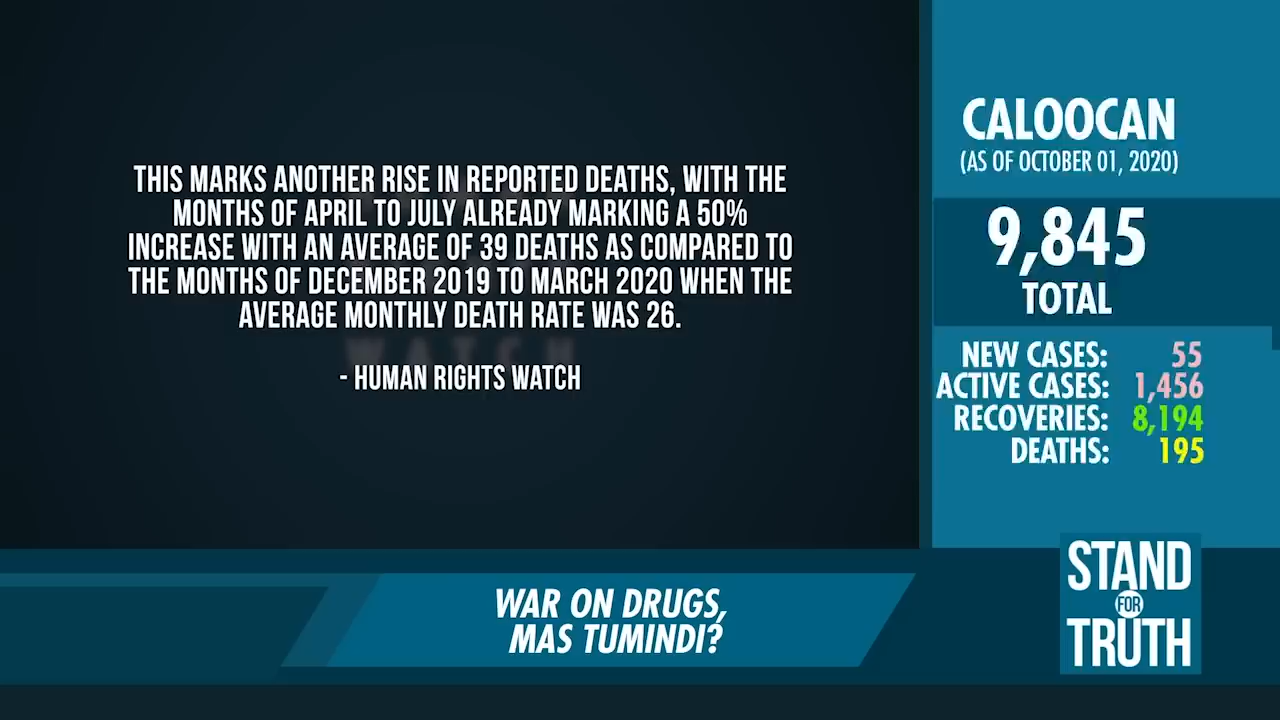 THIS MARKS ANOTHER RISE IN REPORTED DEATHS, WITH THE
MONTHS OF APRIL TO JULY ALREADY MARKING A 50%
INCREASE WITH AN AVERAGE OF 39 DEATHS AS COMPARED TO
THE MONTHS OF DECEMBER 2019 TO MARCH 2020 WHEN THE
AVERAGE MONTHLY DEATH RATE WAS 26.
WATCH
- HUMAN RIGHTS WATCH
CALOOCAN
(AS OF OCTOBER 01, 2020)
9,845
TOTAL
NEW CASES: 55
ACTIVE CASES: 1,456
RECOVERIES: 8,194
DEATHS: 195
WAR ON DRUGS,
MAS TUMINDI?
STAND
FOR
TRUTH